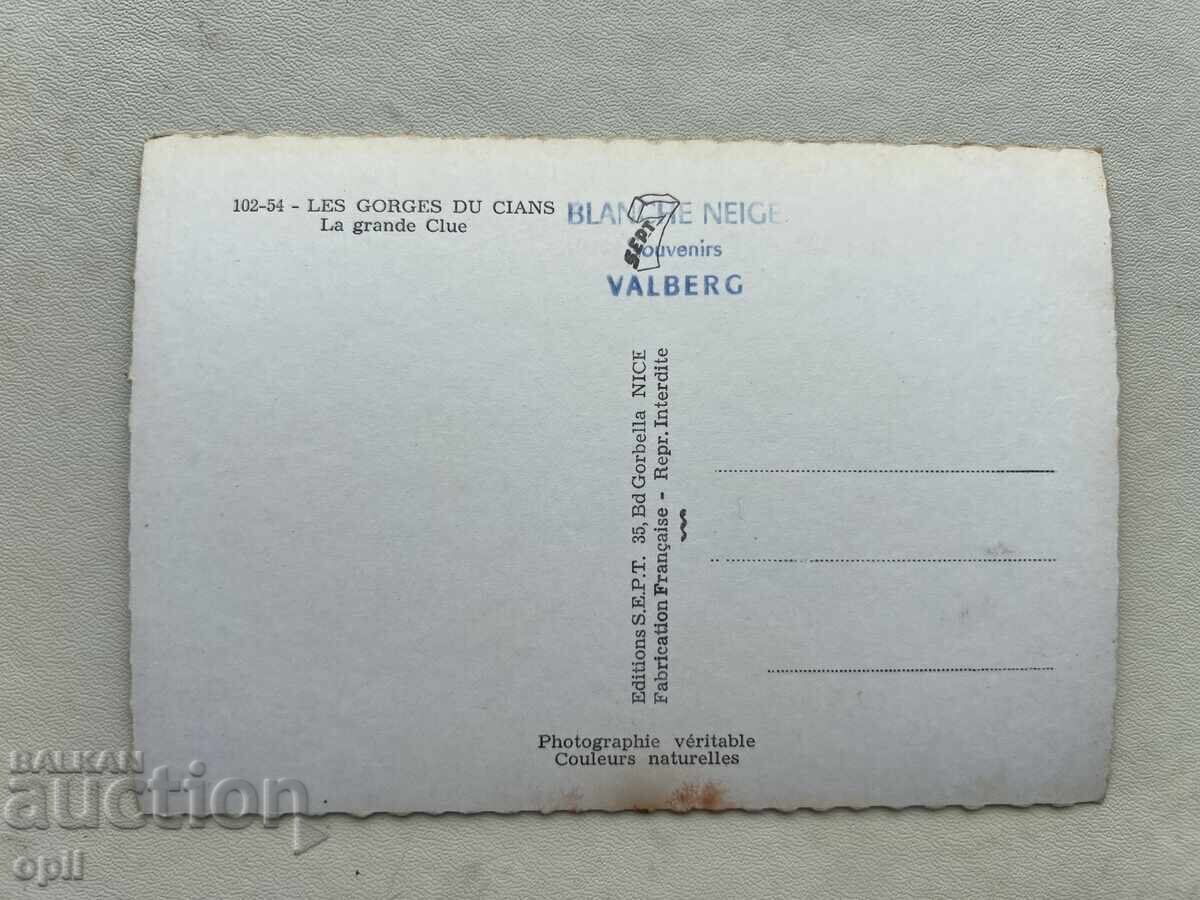 102-54 - LES GORGES DU CIANS
La grande Clue
BLANCHE NEIGE
SEPT
Souvenirs
VALBERG
Editions S.E.P.T. 35, Bd Gorbella NICE
Fabrication Française - Repr. Interdite
Photographie véritable
Couleurs naturelles
BALKAN
auction
opii